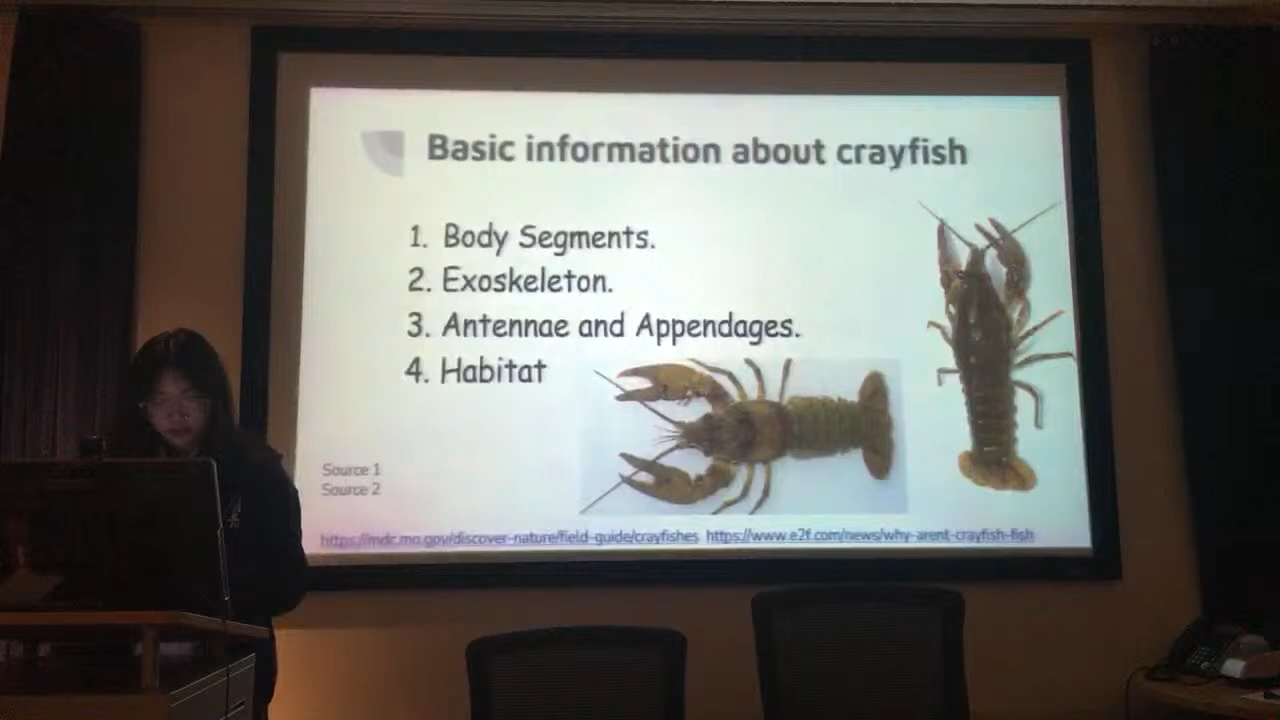 Basic information about crayfish
1. Body Segments.
2. Exoskeleton.
3. Antennae and Appendages.
4. Habitat
Source 1
Source 2
https://mdc.mo.gov/discover-nature/field-guide/crayfishes https://www.e2f.com/news/why-arent-crayfish-fish